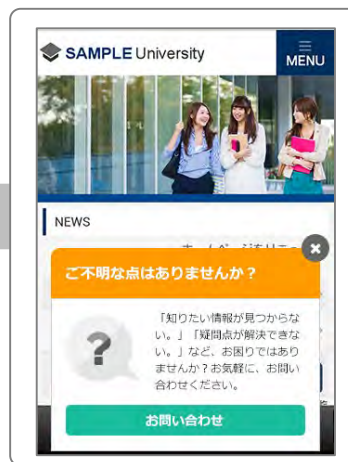 SAMPLE University
MENU
NEWS
ご不明な点はありませんか？
「知りたい情報が見つからな
い。」「疑問点が解決できな
い。」など、お困りではあり
ませんか？お気軽に、お問い
合わせください。
お問い合わせ